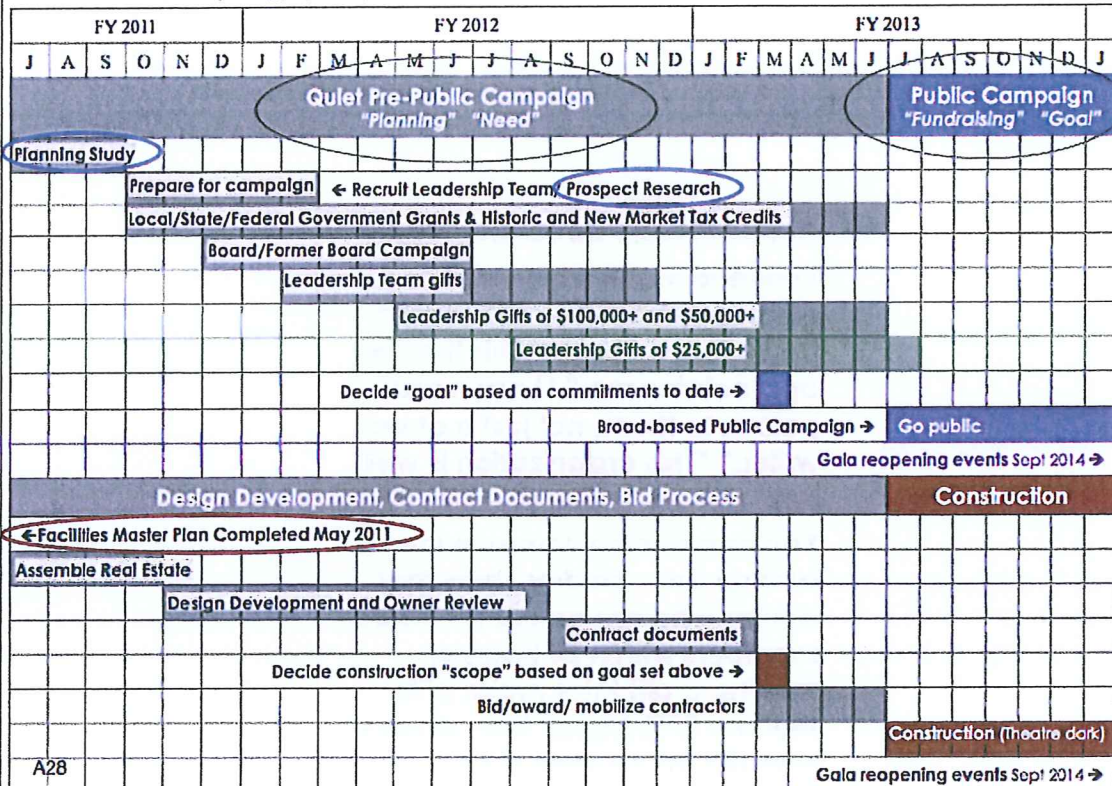 FY 2011 FY 2012 FY 2013
J A S O N D J F M A M J J A S O N D J F M A M J J A S O N D J
Quiet Pre-Public Campaign
"Planning" "Need"
Public Campaign
"Fundraising" "Goal"
Planning Study
Prepare for campaign ← Recruit Leadership Team/ Prospect Research
Local/State/Federal Government Grants & Historic and New Market Tax Credits
Board/Former Board Campaign
Leadership Team gifts
Leadership Gifts of $100,000+ and $50,000+
Leadership Gifts of $25,000+
Decide "goal" based on commitments to date →
Broad-based Public Campaign → Go public
Gala reopening events Sept 2014 →
Design Development, Contract Documents, Bid Process Construction
←Facilities Master Plan Completed May 2011
Assemble Real Estate
Design Development and Owner Review
Contract documents
Decide construction "scope" based on goal set above →
Bid/award/ mobilize contractors
Construction (Theatre dark)
A28
Gala reopening events Sept 2014 →